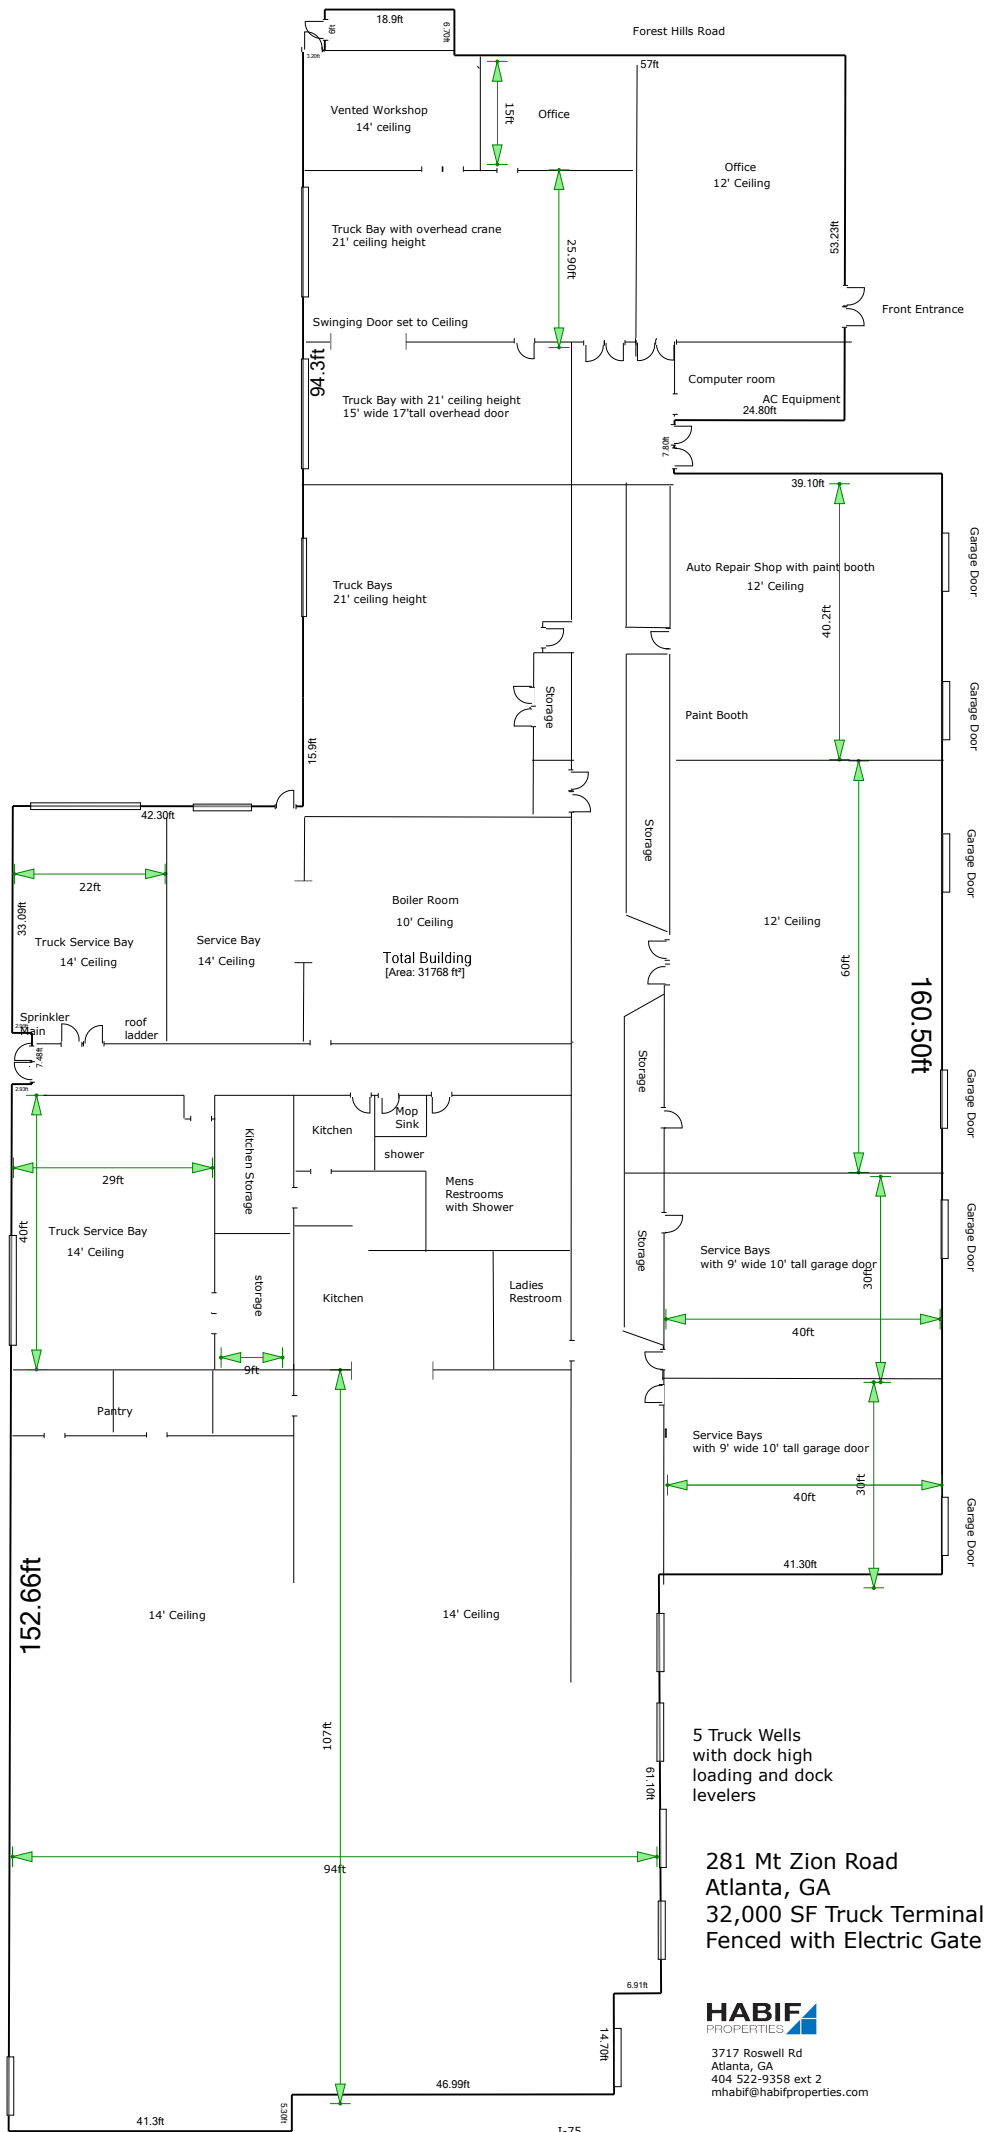 18.9ft
6ft
6.70ft
3.20ft
Forest Hills Road
57ft
Vented Workshop
14' ceiling
15ft
Office
Office
12' Ceiling
Truck Bay with overhead crane
21' ceiling height
25.90ft
53.23ft
Front Entrance
Swinging Door set to Ceiling
94.3ft
Computer room
AC Equipment
24.80ft
Truck Bay with 21' ceiling height
15' wide 17'tall overhead door
7.80ft
39.10ft
Garage Door
Auto Repair Shop with paint booth
12' Ceiling
Truck Bays
21' ceiling height
40.2ft
Storage
Paint Booth
Garage Door
15.9ft
42.30ft
Storage
Garage Door
22ft
33.09ft
Boiler Room
10' Ceiling
12' Ceiling
Truck Service Bay
14' Ceiling
Service Bay
14' Ceiling
Total Building
[Area: 31768 ft²]
60ft
160.50ft
Sprinkler
Main
roof
ladder
7.48ft
2.93ft
Storage
Garage Door
Kitchen
Mop
Sink
shower
Kitchen Storage
29ft
Mens
Restrooms
with Shower
40ft
Truck Service Bay
14' Ceiling
Storage
Garage Door
Service Bays
with 9' wide 10' tall garage door
30ft
storage
Kitchen
Ladies
Restroom
40ft
9ft
Pantry
Service Bays
with 9' wide 10' tall garage door
30ft
40ft
Garage Door
41.30ft
152.66ft
14' Ceiling
14' Ceiling
107ft
61.10ft
5 Truck Wells
with dock high
loading and dock
levelers
94ft
281 Mt Zion Road
Atlanta, GA
32,000 SF Truck Terminal
Fenced with Electric Gate
6.91ft
14.70ft
HABIF
PROPERTIES
3717 Roswell Rd
Atlanta, GA
404 522-9358 ext 2
mhabif@habifproperties.com
46.99ft
5.30ft
41.3ft
I-75